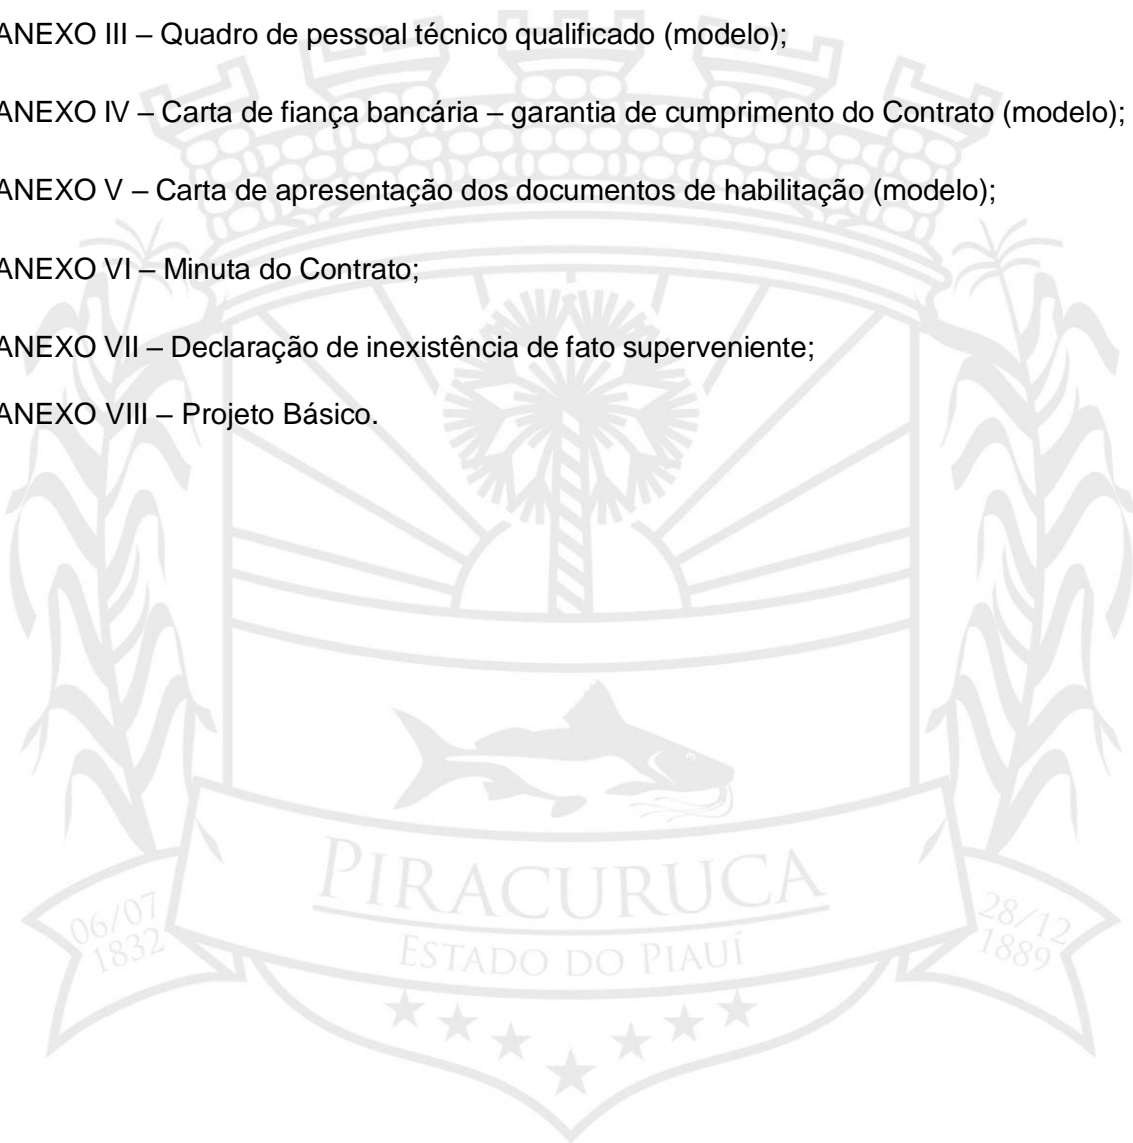 ANEXO III – Quadro de pessoal técnico qualificado (modelo);
ANEXO IV – Carta de fiança bancária – garantia de cumprimento do Contrato (modelo);
ANEXO V – Carta de apresentação dos documentos de habilitação (modelo);
ANEXO VI – Minuta do Contrato;
ANEXO VII – Declaração de inexistência de fato superveniente;
ANEXO VIII – Projeto Básico.
PIRACURUCA
06/07
1832
28/12
1889
ESTADO DO PIAUÍ